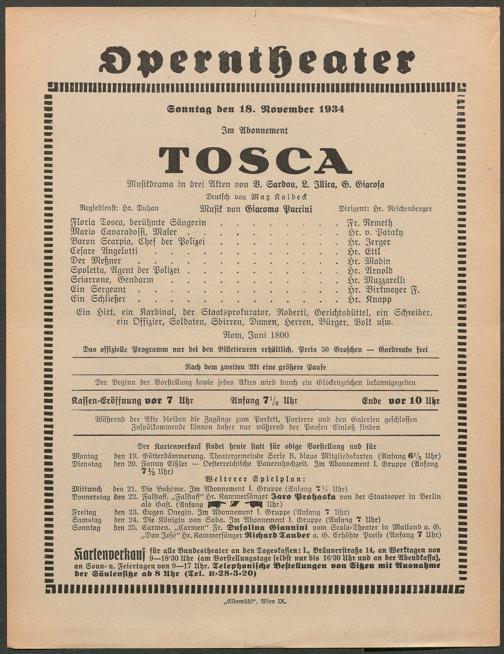 Operntheater
Sonntag den 18. November 1934
Im Abonnement
TOSCA
Musikdrama in drei Akten von V. Sardou, L. Illica, G. Giacosa
Deutsch von Max Kalbeck
Regiedienst: Hr. Duhan Musik von Giacomo Puccini Dirigent: Hr. Reichenberger
Floria Tosca, berühmte Sängerin . . . . . . . . Fr. Nemeth
Mario Cavaradossi, Maler . . . . . . . . Hr. v. Pataky
Baron Scarpia, Chef der Polizei . . . . . . . . Hr. Jerger
Cesare Angelotti . . . . . . . . Hr. Ettl
Der Meßner . . . . . . . . Hr. Madin
Spoletta, Agent der Polizei . . . . . . . . Hr. Arnold
Sciarrone, Gendarm . . . . . . . . Hr. Muzzarelli
Ein Sergeant . . . . . . . . Hr. Birkmeyer F.
Ein Schließer . . . . . . . . Hr. Knapp
Ein Hirt, ein Kardinal, der Staatsprokurator, Roberti, Gerichtsbüttel, ein Schreiber,
ein Offizier, Soldaten, Sbirren, Damen, Herren, Bürger, Volk usw.
Rom, Juni 1800
Das offizielle Programm nur bei den Billetteuren erhältlich. Preis 50 Groschen — Garderobe frei
Nach dem zweiten Akt eine größere Pause
Der Beginn der Vorstellung sowie jedes Aktes wird durch ein Glockenzeichen bekanntgegeben
Kassen-Eröffnung vor 7 Uhr Anfang 7½ Uhr Ende vor 10 Uhr
Während der Akte bleiben die Zugänge zum Parkett, Parterre und den Galerien geschlossen
Zuspätkommende können daher nur während der Pausen Einlaß finden
Der Kartenverkauf findet heute statt für obige Vorstellung und für
Montag den 19. Götterdämmerung. Theatergemeinde Serie B, blaue Mitgliedskarten (Anfang 6½ Uhr)
Dienstag den 20. Fanny Elßler — Oesterreichische Bauernhochzeit. Im Abonnement I. Gruppe (Anfang
7½ Uhr)
Weiterer Spielplan:
Mittwoch den 21. Die Bohème. Im Abonnement I. Gruppe (Anfang 7½ Uhr)
Donnerstag den 22. Falstaff. „Falstaff" Hr. Kammersänger Jaro Prohaska von der Staatsoper in Berlin
als Gast. (Anfang 7 Uhr)
Freitag den 23. Eugen Onegin. Im Abonnement I. Gruppe (Anfang 7 Uhr)
Samstag den 24. Die Königin von Saba. Im Abonnement I. Gruppe (Anfang 7 Uhr)
Sonntag den 25. Carmen. „Carmen" Fr. Dusolina Giannini vom Scala-Theater in Mailand a. G.
„Don José" Hr. Kammersänger Richard Tauber a. G. Erhöhte Preise (Anfang 7 Uhr)
Kartenverkauf für alle Bundestheater an den Tageskassen: I., Bräunerstraße 14, an Werktagen von
9—18·30 Uhr (am Vorstellungstage selbst nur bis 16·30 Uhr und an der Abendkassa),
an Sonn- u. Feiertagen von 9—17 Uhr. Telephonische Bestellungen von Sitzen mit Ausnahme
der Säulensitze ab 8 Uhr (Tel. R-28-3-20)
„Elbemühl", Wien IX.